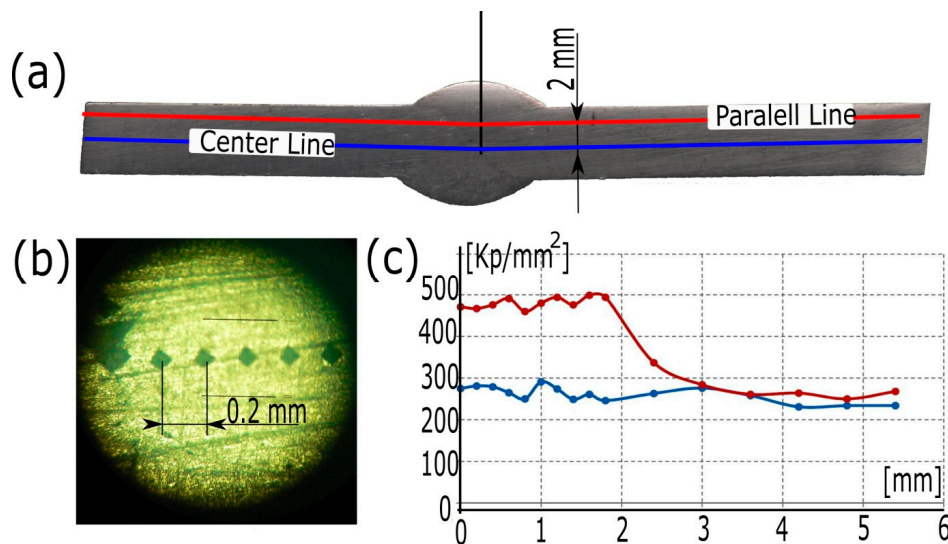 (a)
2 mm
Paralell Line
Center Line
(b)
0.2 mm
(c)
[Kp/mm²]
500
400
300
200
100
0
0 1 2 3 4 5 6
[mm]